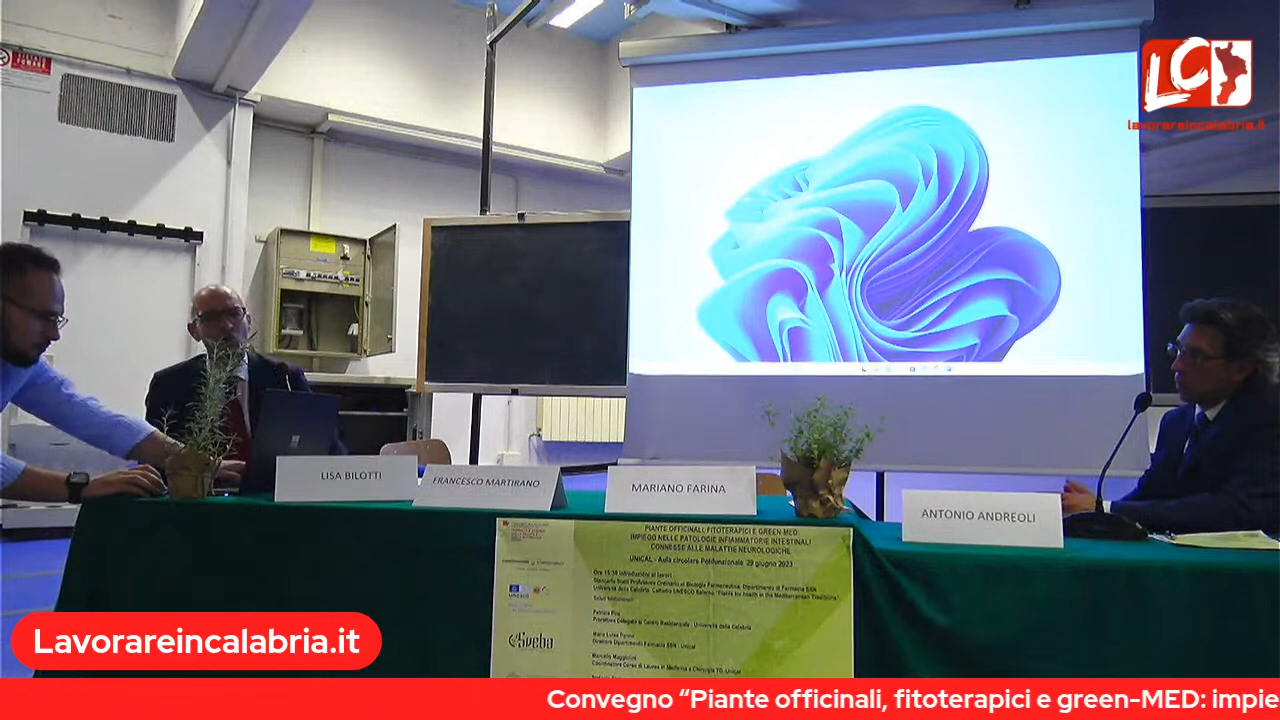 LC
lavorareincalabria.it
LISA BILOTTI
FRANCESCO MARTIRANO
MARIANO FARINA
ANTONIO ANDREOLI
PIANTE OFFICINALI, FITOTERAPICI E GREEN-MED
IMPIEGO NELLE PATOLOGIE INFIAMMATORIE INTESTINALI
CONNESSE ALLE MALATTIE NEUROLOGICHE
UNICAL - Aula circolare Polifunzionale 29 giugno 2023
Ore 15:30 introduzione ai lavori
Giancarlo Statti Professore Ordinario di Biologia Farmaceutica, Dipartimento di Farmacia SSN
Università della Calabria, Cattedra UNESCO Salerno "Plants for health in the Mediterranean Traditions"
Saluti Istituzionali
UNESCO
Patrizia Piro
Prorettore Delegato al Centro Residenziale - Università della Calabria
Maria Luisa Panno
Direttore Dipartimento Farmacia SSN - Unical
Marcello Maggiolini
Coordinatore Corso di Laurea in Medicina e Chirurgia TD, Unical
Lavorareincalabria.it
Convegno “Piante officinali, fitoterapici e green-MED: impie